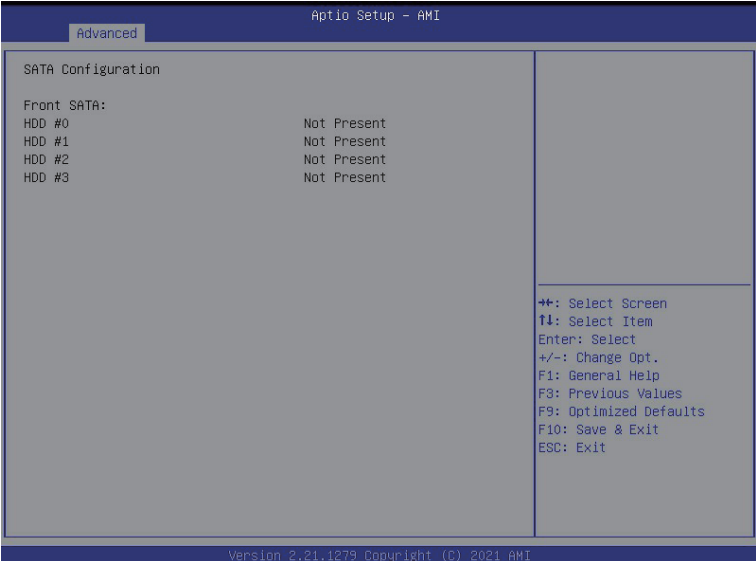 Aptio Setup – AMI
Advanced
SATA Configuration
Front SATA:
HDD #0 Not Present
HDD #1 Not Present
HDD #2 Not Present
HDD #3 Not Present
→←: Select Screen
↑↓: Select Item
Enter: Select
+/-: Change Opt.
F1: General Help
F3: Previous Values
F9: Optimized Defaults
F10: Save & Exit
ESC: Exit
Version 2.21.1279 Copyright (C) 2021 AMI